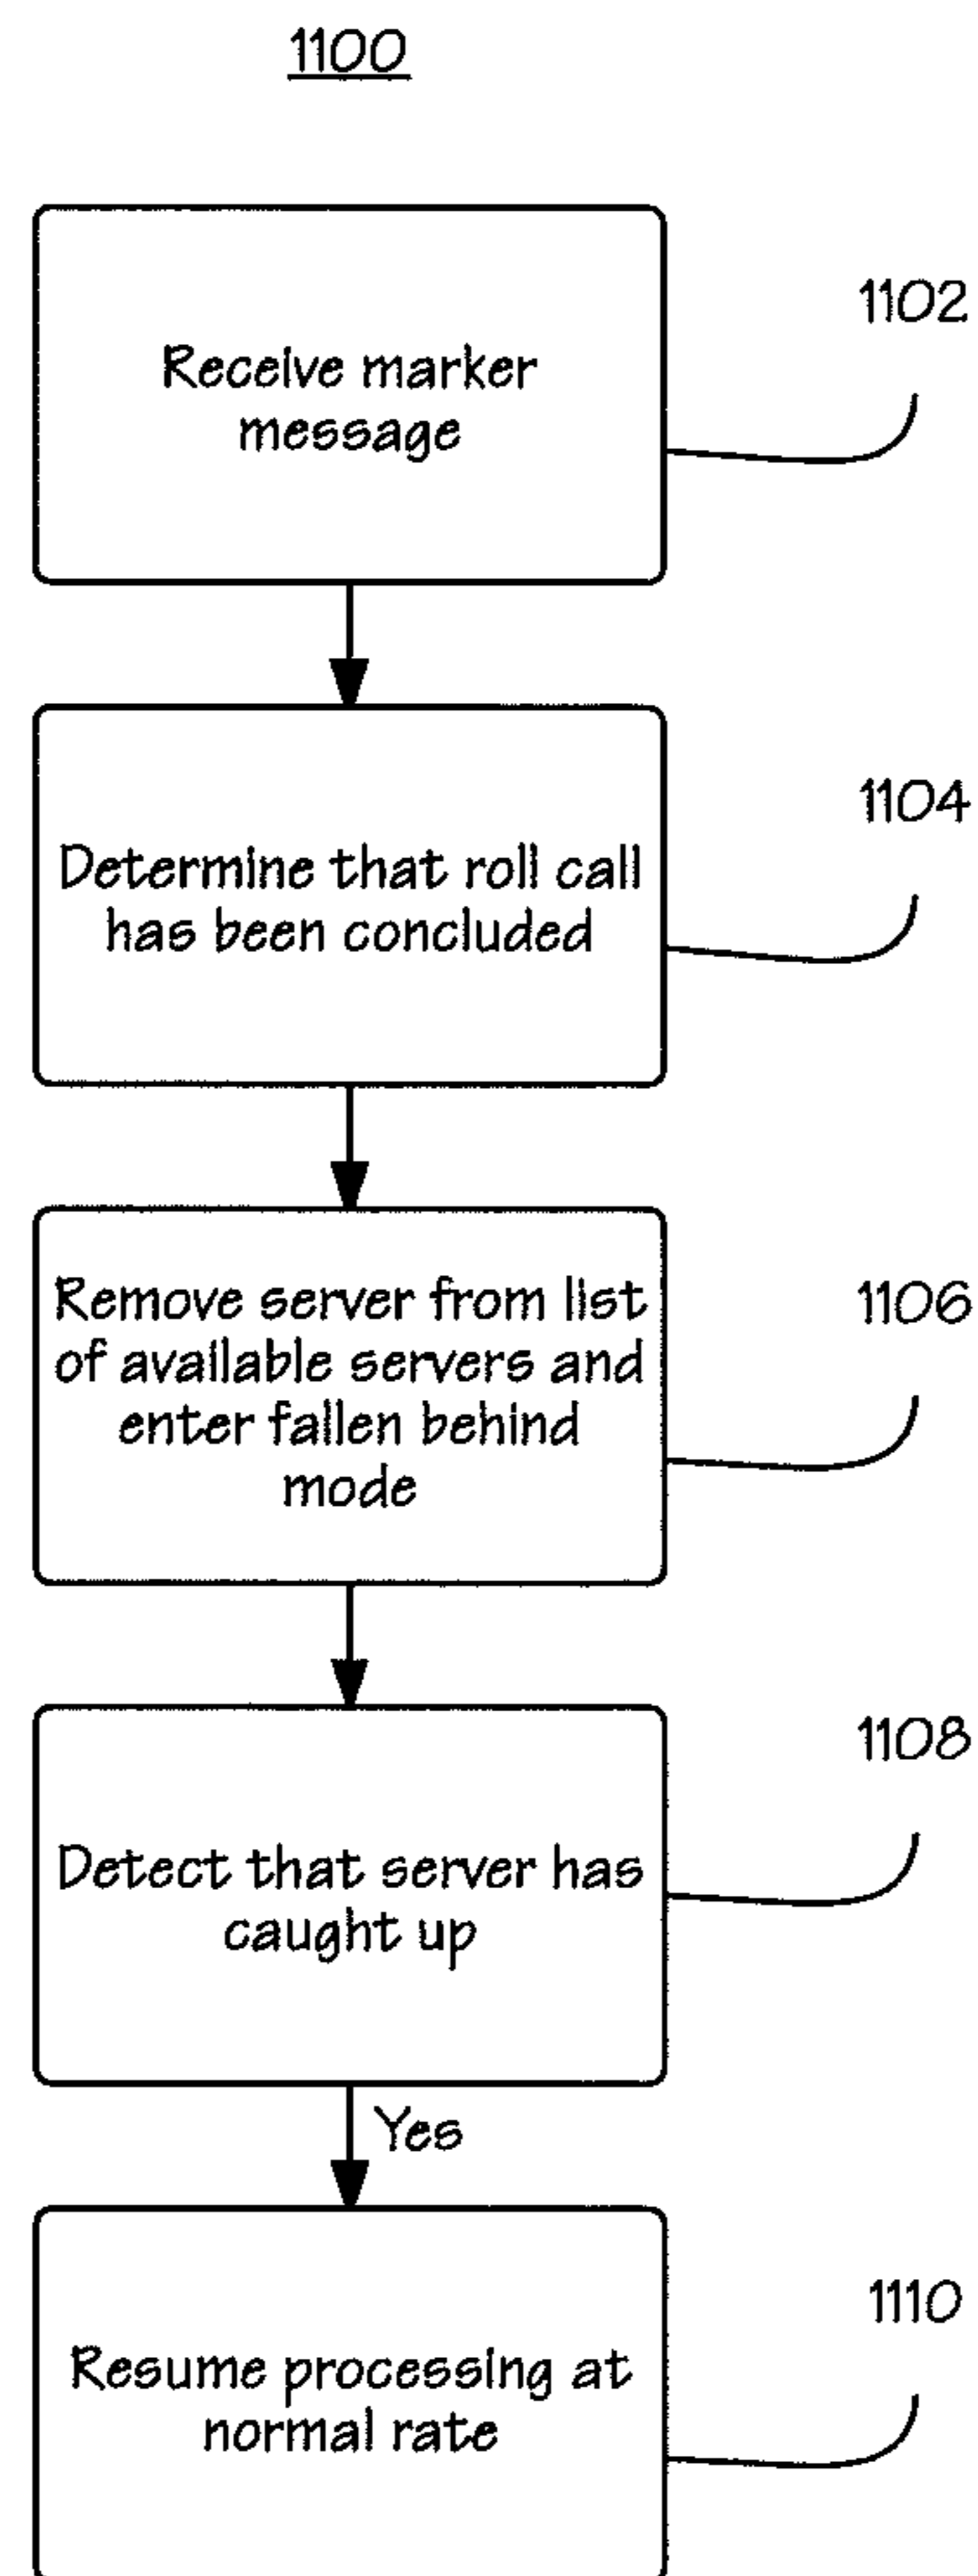 1100
Receive marker
message
1102
Determine that roll call
has been concluded
1104
Remove server from list
of available servers and
enter fallen behind
mode
1106
Detect that server has
caught up
1108
Yes
Resume processing at
normal rate
1110